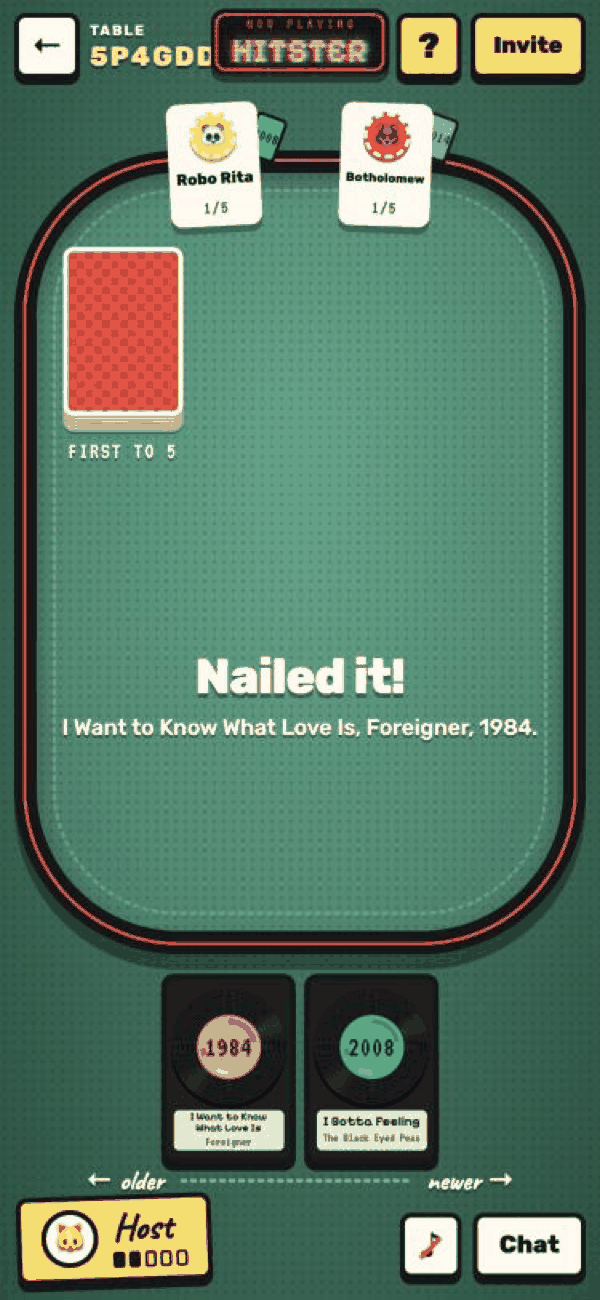 ←
TABLE
5P4GDD
NOW PLAYING
HITSTER
?
Invite
2008
Robo Rita
1/5
Botholomew
1/5
FIRST TO 5
Nailed it!
I Want to Know What Love Is, Foreigner, 1984.
1984
I Want to Know
What Love Is
Foreigner
2008
I Gotta Feeling
The Black Eyed Peas
← older
newer →
Host
Chat